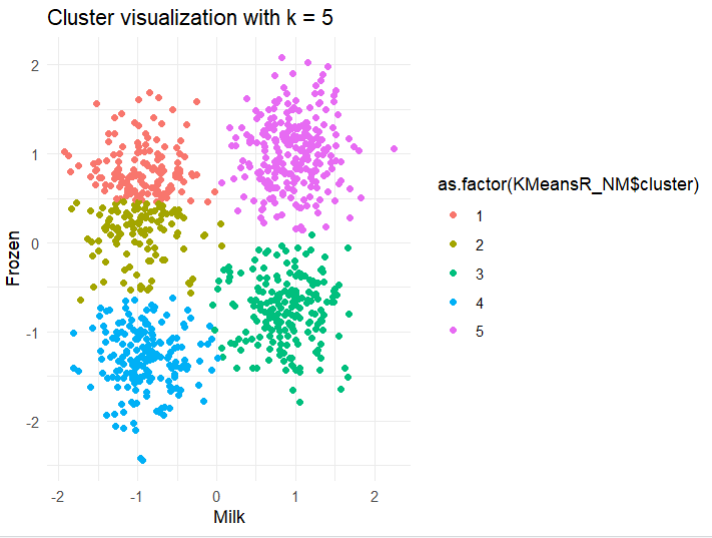 Cluster visualization with k = 5
2
1
0
-1
-2
Frozen
-2 -1 0 1 2
Milk
as.factor(KMeansR_NM$cluster)
1
2
3
4
5